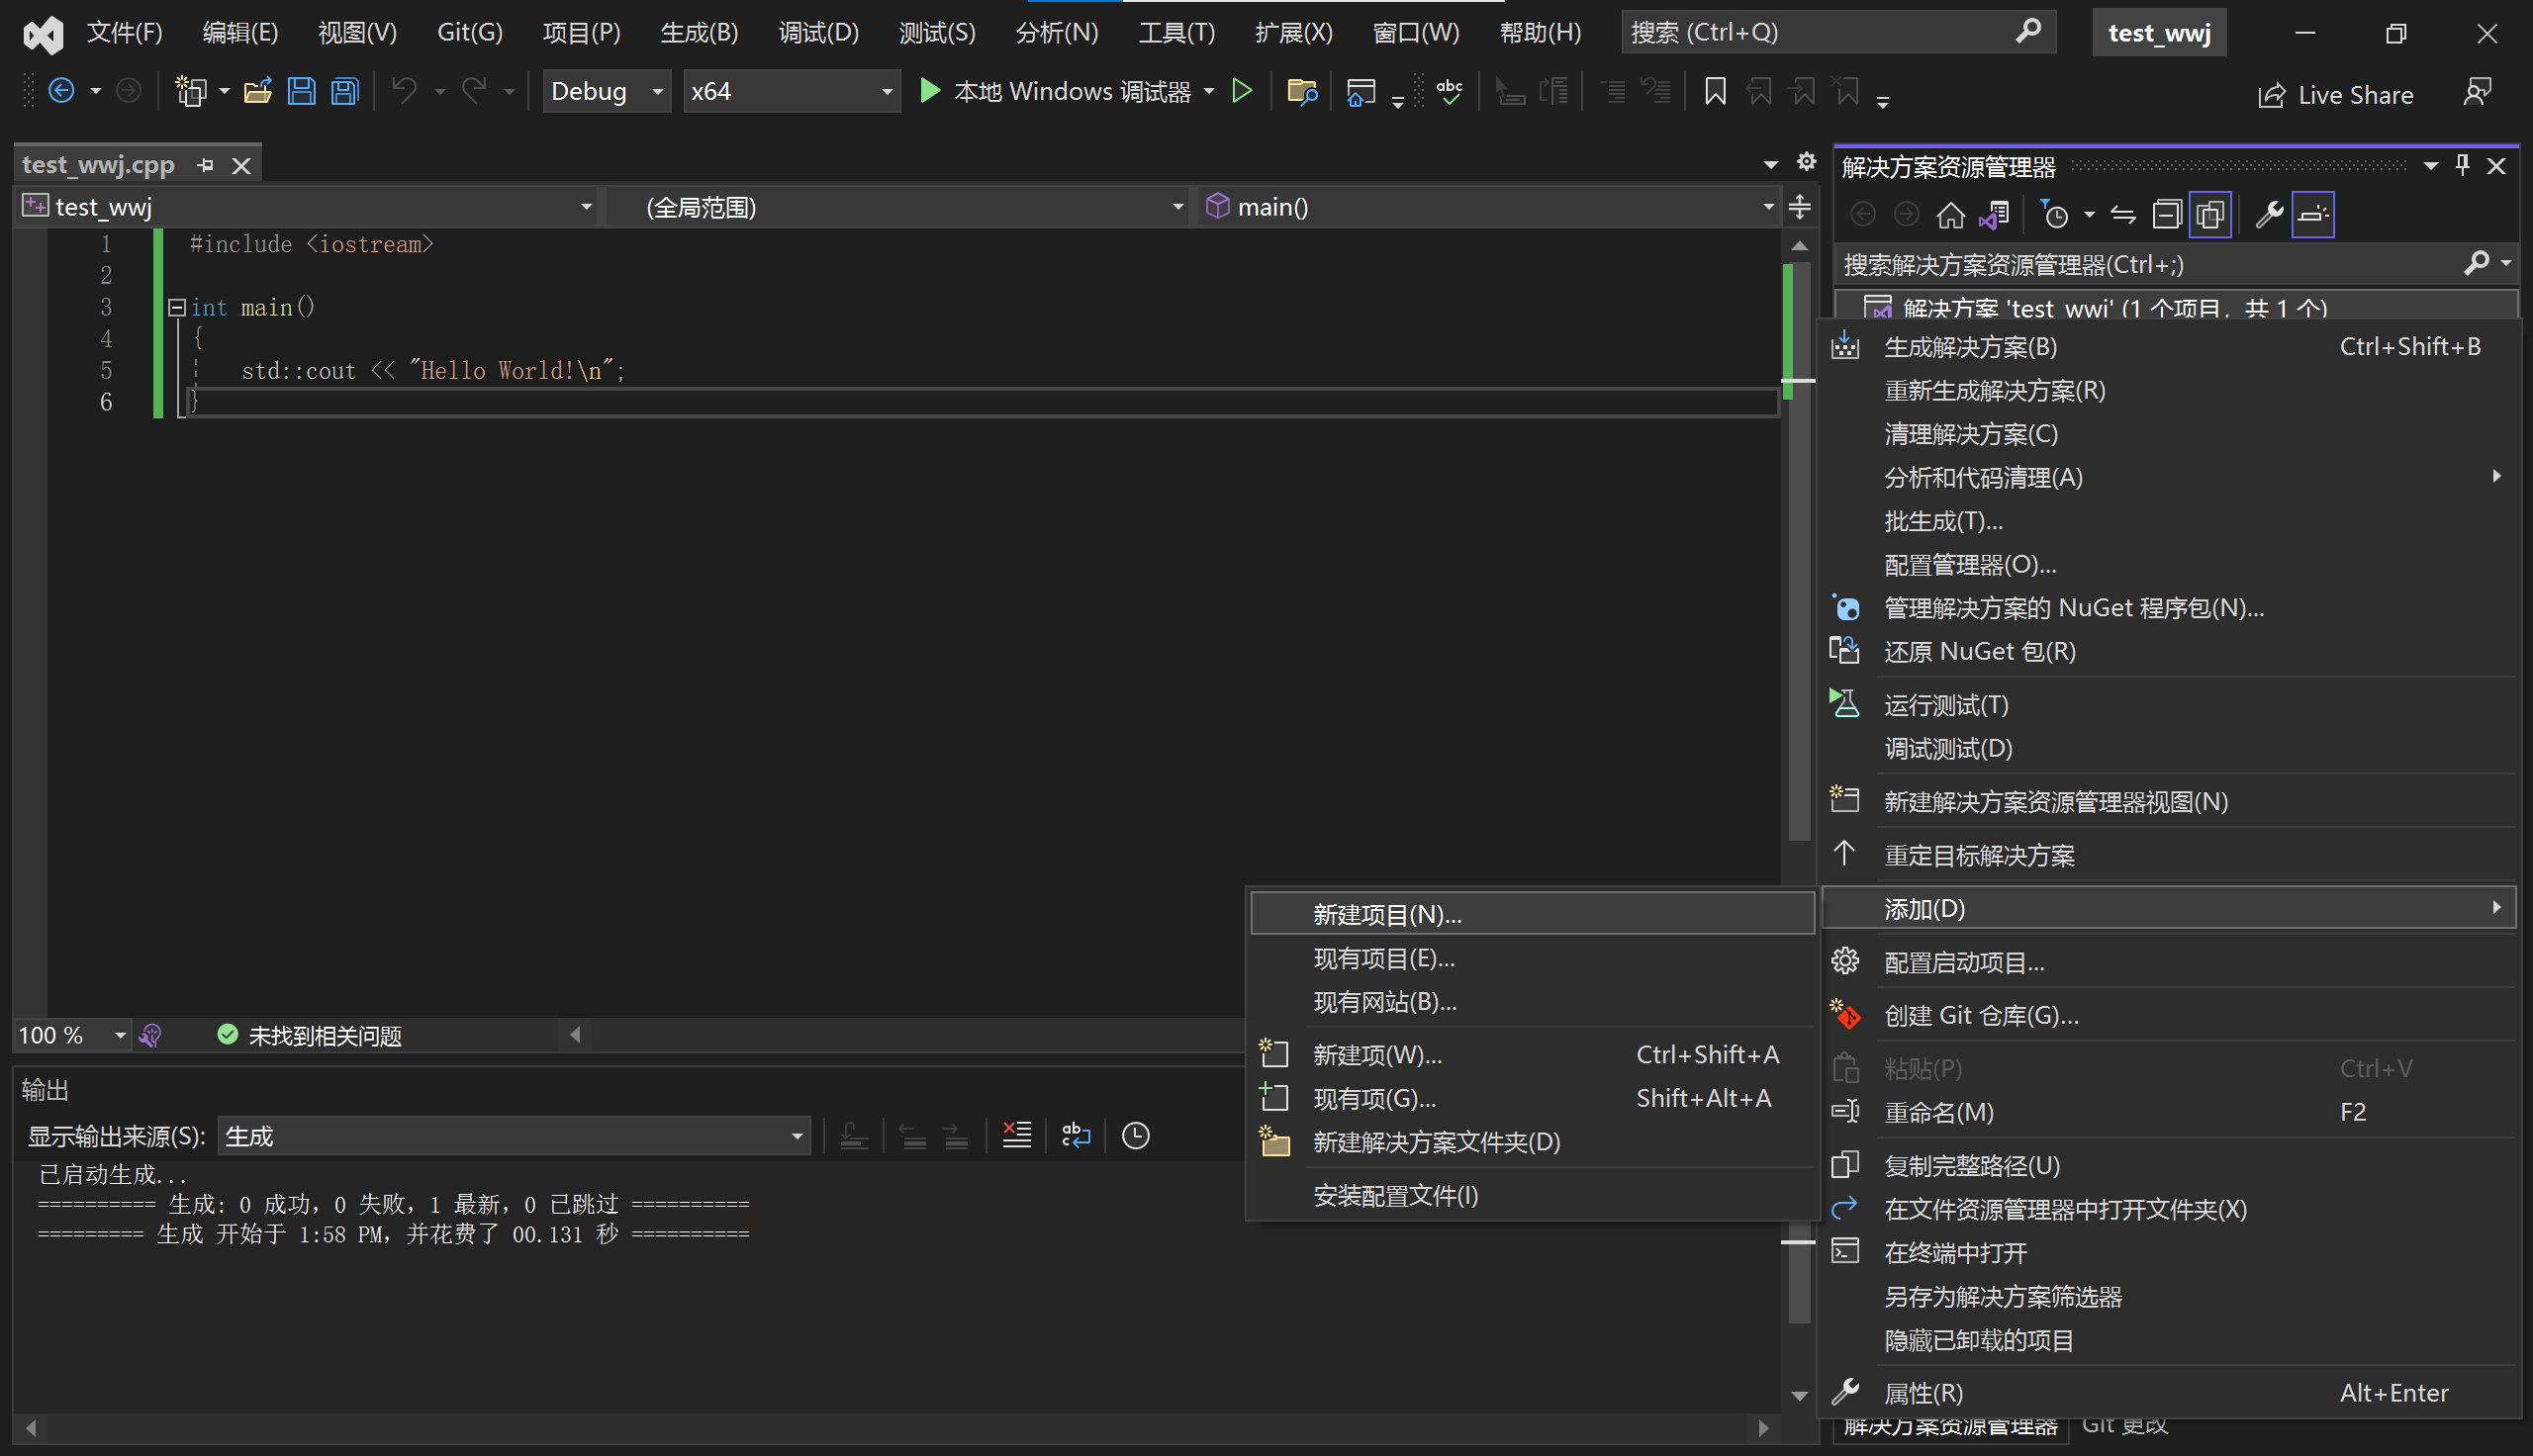 文件(F) 编辑(E) 视图(V) Git(G) 项目(P) 生成(B) 调试(D) 测试(S) 分析(N) 工具(T) 扩展(X) 窗口(W) 帮助(H) 搜索 (Ctrl+Q) test_wwj
Debug x64 本地 Windows 调试器 abc Live Share
test_wwj.cpp
test_wwj (全局范围) main()
1 #include <iostream>
2
3 int main()
4 {
5 std::cout << "Hello World!\n";
6 }
100 % 未找到相关问题
输出
显示输出来源(S): 生成
已启动生成...
========== 生成: 0 成功，0 失败，1 最新，0 已跳过 ==========
========= 生成 开始于 1:58 PM，并花费了 00.131 秒 ==========
解决方案资源管理器
搜索解决方案资源管理器(Ctrl+;)
解决方案 'test_wwj' (1 个项目，共 1 个)
生成解决方案(B) Ctrl+Shift+B
重新生成解决方案(R)
清理解决方案(C)
分析和代码清理(A)
批生成(T)...
配置管理器(O)...
管理解决方案的 NuGet 程序包(N)...
还原 NuGet 包(R)
运行测试(T)
调试测试(D)
新建解决方案资源管理器视图(N)
重定目标解决方案
添加(D)
配置启动项目...
创建 Git 仓库(G)...
粘贴(P) Ctrl+V
重命名(M) F2
复制完整路径(U)
在文件资源管理器中打开文件夹(X)
在终端中打开
另存为解决方案筛选器
隐藏已卸载的项目
属性(R) Alt+Enter
新建项目(N)...
现有项目(E)...
现有网站(B)...
新建项(W)... Ctrl+Shift+A
现有项(G)... Shift+Alt+A
新建解决方案文件夹(D)
安装配置文件(I)
解决方案资源管理器 Git 更改